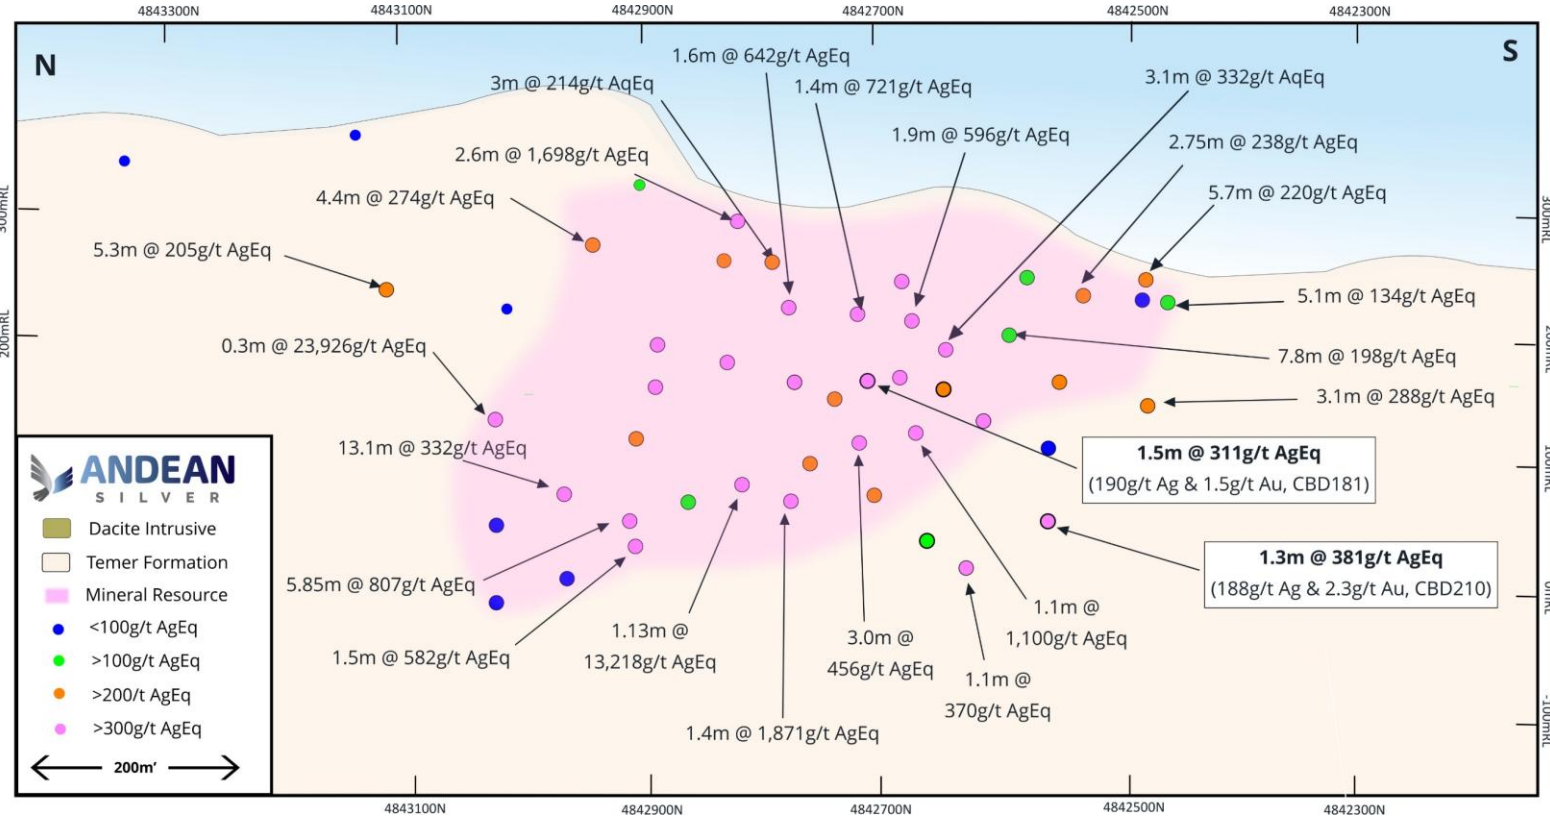 4843300N
4843100N
4842900N
4842700N
4842500N
4842300N
N
S
1.6m @ 642g/t AgEq
3m @ 214g/t AqEq
1.4m @ 721g/t AgEq
3.1m @ 332g/t AqEq
1.9m @ 596g/t AgEq
2.75m @ 238g/t AgEq
2.6m @ 1,698g/t AgEq
4.4m @ 274g/t AgEq
5.7m @ 220g/t AgEq
300mRL
300mRL
5.3m @ 205g/t AgEq
5.1m @ 134g/t AgEq
200mRL
200mRL
0.3m @ 23,926g/t AgEq
7.8m @ 198g/t AgEq
3.1m @ 288g/t AgEq
13.1m @ 332g/t AgEq
1.5m @ 311g/t AgEq
(190g/t Ag & 1.5g/t Au, CBD181)
100mRL
ANDEAN
SILVER
Dacite Intrusive
Temer Formation
Mineral Resource
<100g/t AgEq
>100g/t AgEq
>200/t AgEq
>300g/t AgEq
200m'
1.3m @ 381g/t AgEq
(188g/t Ag & 2.3g/t Au, CBD210)
0mRL
5.85m @ 807g/t AgEq
1.5m @ 582g/t AgEq
1.13m @
13,218g/t AgEq
3.0m @
456g/t AgEq
1.1m @
1,100g/t AgEq
1.1m @
370g/t AgEq
1.4m @ 1,871g/t AgEq
-100mRL
4843100N
4842900N
4842700N
4842500N
4842300N